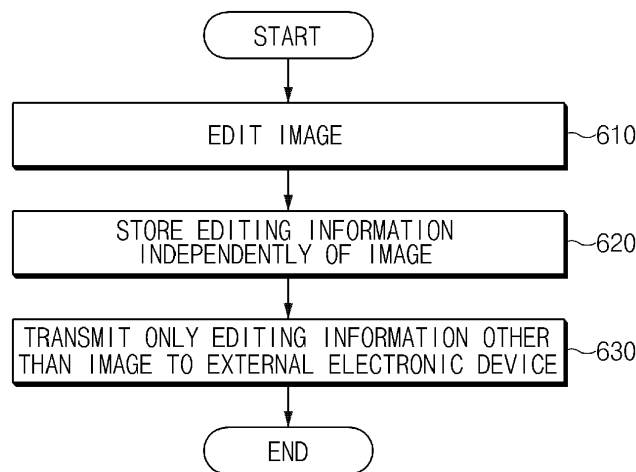 START
EDIT IMAGE
610
STORE EDITING INFORMATION
INDEPENDENTLY OF IMAGE
620
TRANSMIT ONLY EDITING INFORMATION OTHER
THAN IMAGE TO EXTERNAL ELECTRONIC DEVICE
630
END